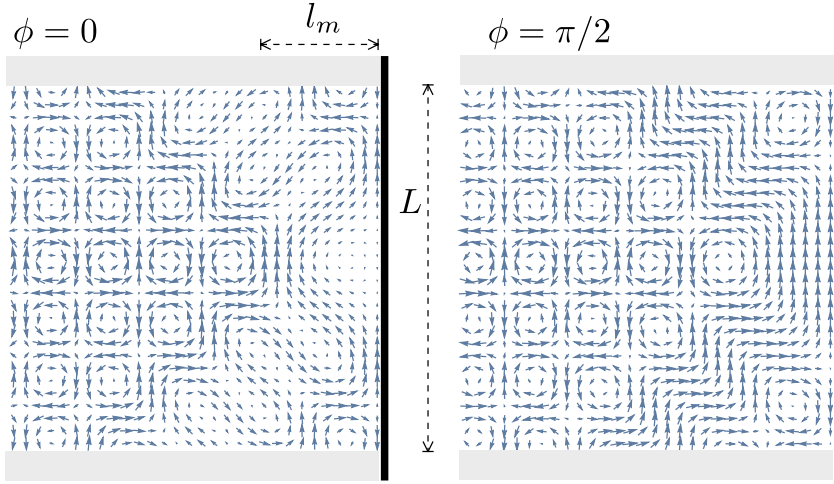 ϕ = 0
l_m
ϕ = π/2
L